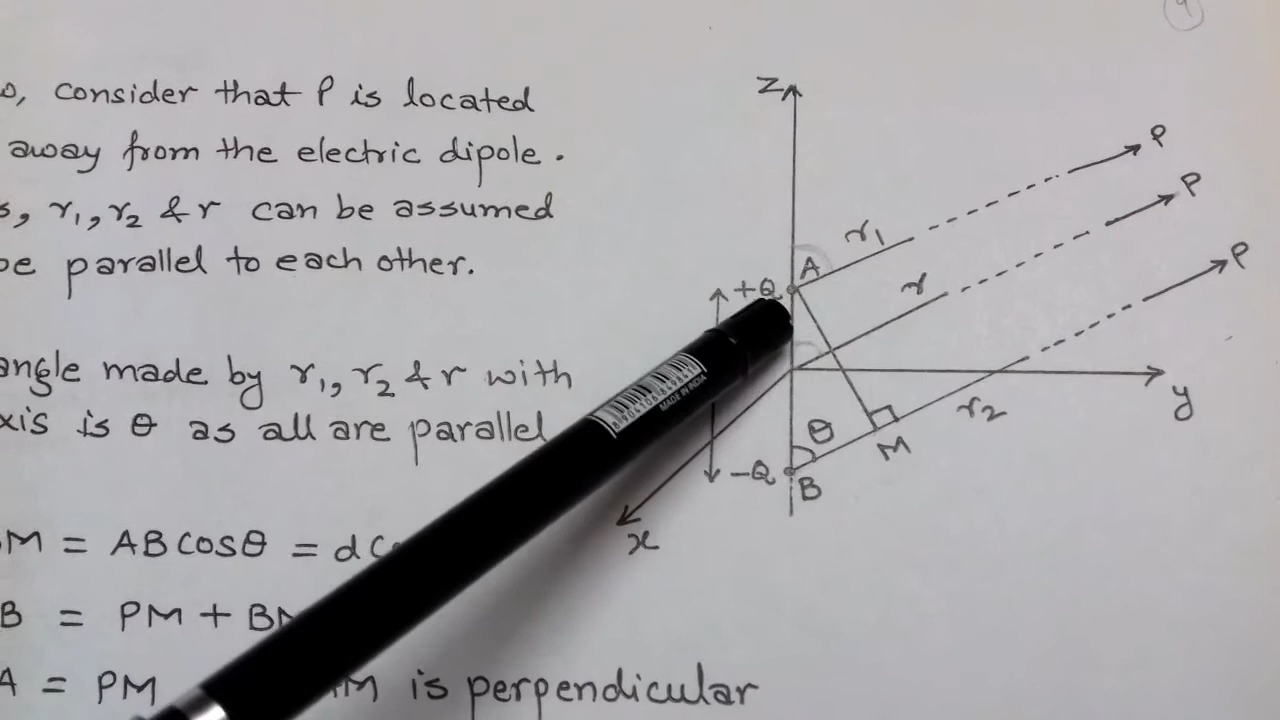 consider that P is located
away from the electric dipole.
r₁, r₂ & r can be assumed
parallel to each other.
angle made by r₁, r₂ & r with
is θ as all are parallel
= AB cosθ = d
B = PM +
A = PM
is perpendicular
Z
P
P
P
r₁
A
+Q
r
θ
M
r₂
y
-Q
B
x
8904106849841
MADE IN INDIA